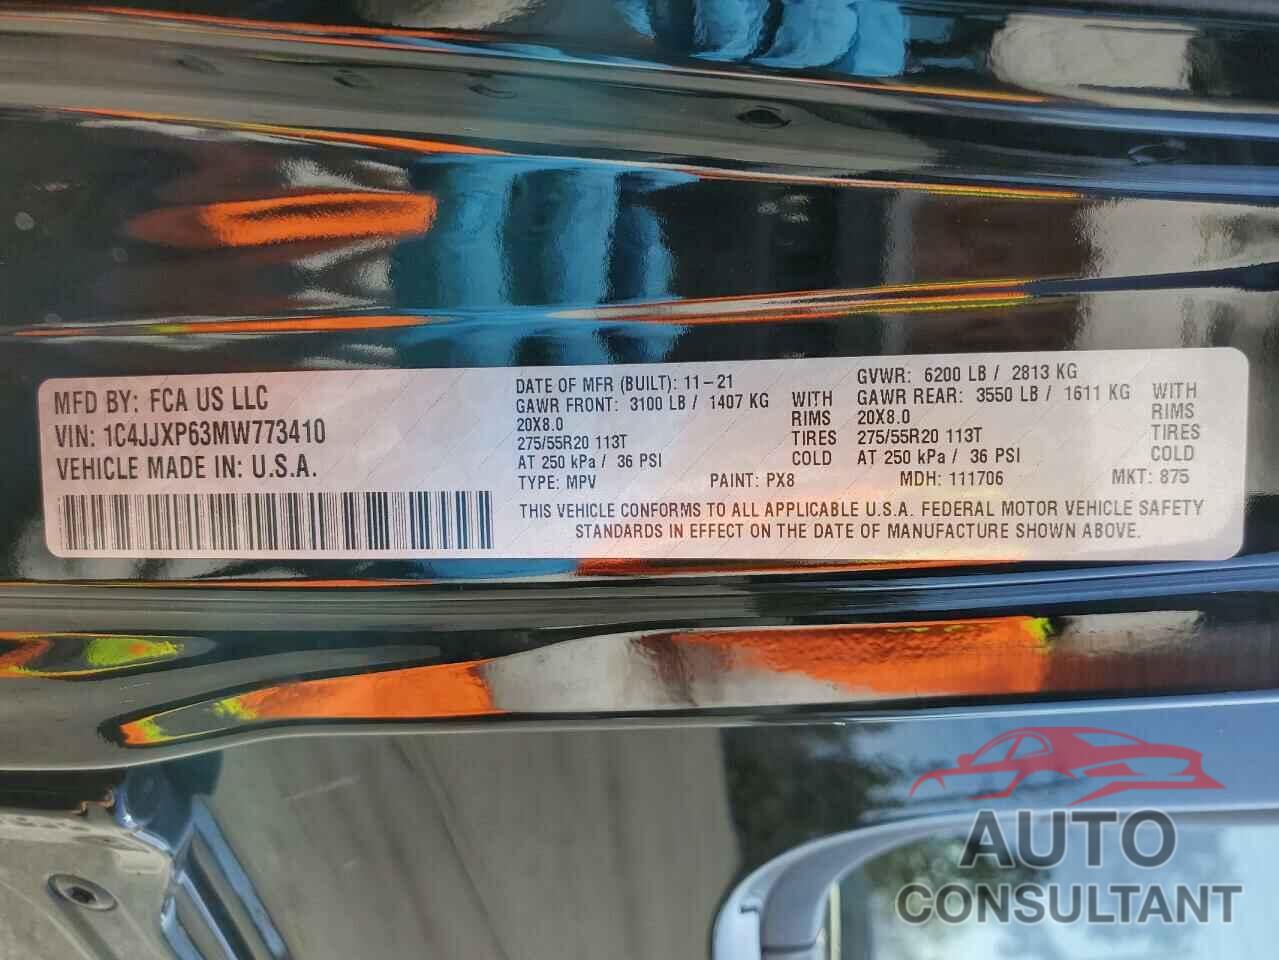 MFD BY: FCA US LLC
VIN: 1C4JJXP63MW773410
VEHICLE MADE IN: U.S.A.
DATE OF MFR (BUILT): 11-21
GAWR FRONT: 3100 LB / 1407 KG WITH
20X8.0 RIMS
275/55R20 113T TIRES
AT 250 kPa / 36 PSI COLD
GVWR: 6200 LB / 2813 KG
GAWR REAR: 3550 LB / 1611 KG WITH
20X8.0 RIMS
275/55R20 113T TIRES
AT 250 kPa / 36 PSI COLD
TYPE: MPV PAINT: PX8 MDH: 111706 MKT: 875
THIS VEHICLE CONFORMS TO ALL APPLICABLE U.S.A. FEDERAL MOTOR VEHICLE SAFETY
STANDARDS IN EFFECT ON THE DATE OF MANUFACTURE SHOWN ABOVE.
AUTO
CONSULTANT